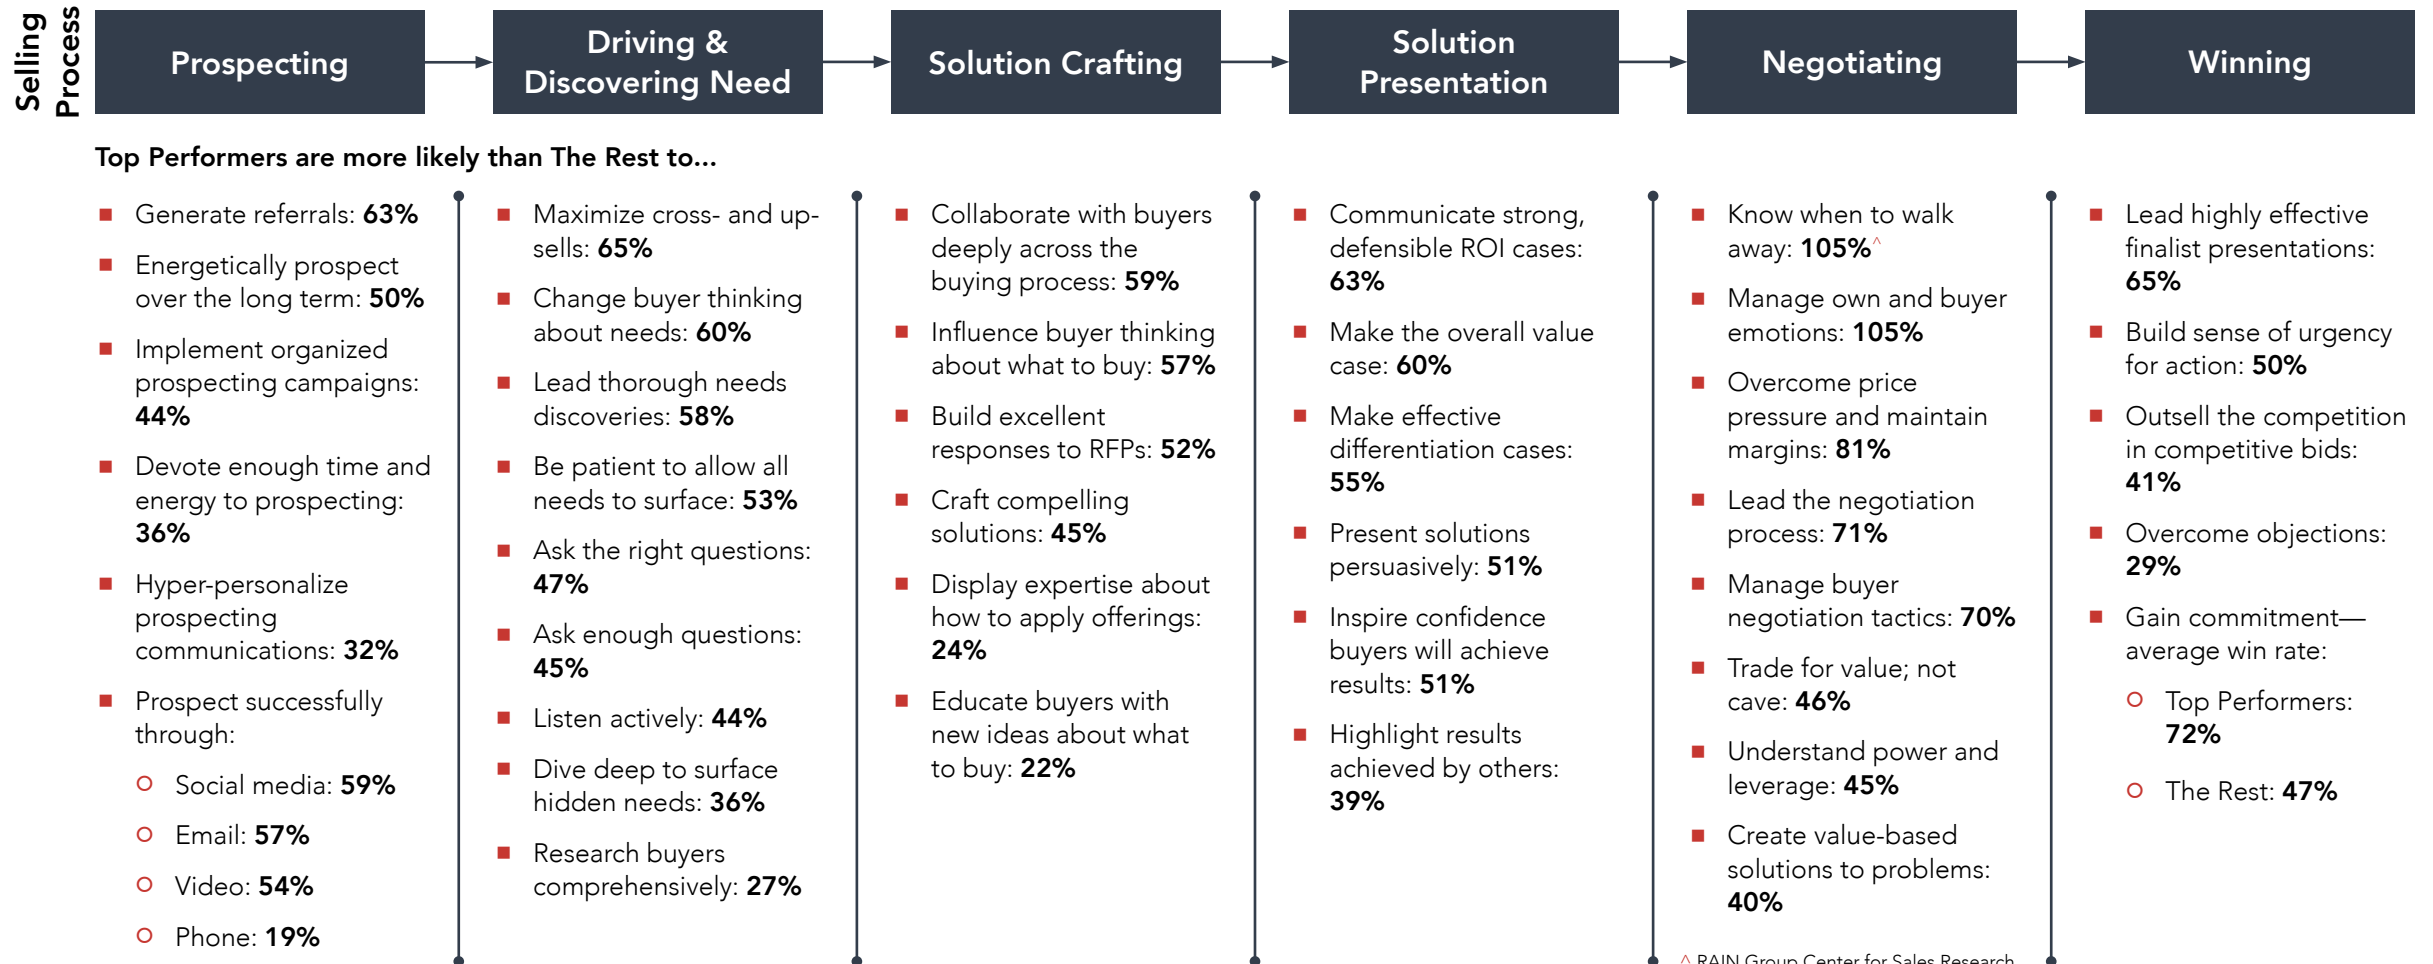 Selling
Process
Prospecting
Driving &
Discovering Need
Solution Crafting
Solution
Presentation
Negotiating
Winning
Top Performers are more likely than The Rest to...
Generate referrals: 63%
Energetically prospect
over the long term: 50%
Implement organized
prospecting campaigns:
44%
Devote enough time and
energy to prospecting:
36%
Hyper-personalize
prospecting
communications: 32%
Prospect successfully
through:
Social media: 59%
Email: 57%
Video: 54%
Phone: 19%
Maximize cross- and up-
sells: 65%
Change buyer thinking
about needs: 60%
Lead thorough needs
discoveries: 58%
Be patient to allow all
needs to surface: 53%
Ask the right questions:
47%
Ask enough questions:
45%
Listen actively: 44%
Dive deep to surface
hidden needs: 36%
Research buyers
comprehensively: 27%
Collaborate with buyers
deeply across the
buying process: 59%
Influence buyer thinking
about what to buy: 57%
Build excellent
responses to RFPs: 52%
Craft compelling
solutions: 45%
Display expertise about
how to apply offerings:
24%
Educate buyers with
new ideas about what
to buy: 22%
Communicate strong,
defensible ROI cases:
63%
Make the overall value
case: 60%
Make effective
differentiation cases:
55%
Present solutions
persuasively: 51%
Inspire confidence
buyers will achieve
results: 51%
Highlight results
achieved by others:
39%
Know when to walk
away: 105%^
Manage own and buyer
emotions: 105%
Overcome price
pressure and maintain
margins: 81%
Lead the negotiation
process: 71%
Manage buyer
negotiation tactics: 70%
Trade for value; not
cave: 46%
Understand power and
leverage: 45%
Create value-based
solutions to problems:
40%
^ RAIN Group Center for Sales Research
Lead highly effective
finalist presentations:
65%
Build sense of urgency
for action: 50%
Outsell the competition
in competitive bids:
41%
Overcome objections:
29%
Gain commitment—
average win rate:
Top Performers:
72%
The Rest: 47%